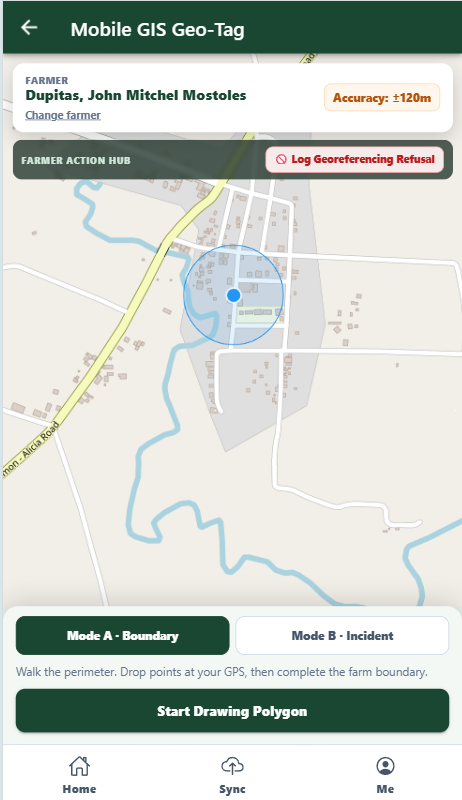 Mobile GIS Geo-Tag
FARMER
Dupitas, John Mitchel Mostoles
Change farmer
Accuracy: ±120m
FARMER ACTION HUB
Log Georeferencing Refusal
mon - Alicia Road
Mode A · Boundary
Mode B · Incident
Walk the perimeter. Drop points at your GPS, then complete the farm boundary.
Start Drawing Polygon
Home
Sync
Me